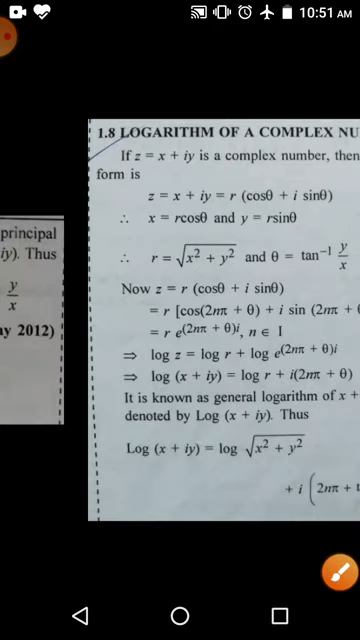 10:51 AM
principal
iy). Thus
y
x
ay 2012)
1.8 LOGARITHM OF A COMPLEX NU
If z = x + iy is a complex number, then
form is
z = x + iy = r (cosθ + i sinθ)
∴ x = rcosθ and y = rsinθ
∴ r = √(x² + y²) and θ = tan⁻¹ y/x
Now z = r (cosθ + i sinθ)
= r [cos(2nπ + θ) + i sin (2nπ + θ
= r e^(2nπ + θ)i, n ∈ I
⇒ log z = log r + log e^(2nπ + θ)i
⇒ log (x + iy) = log r + i(2nπ + θ)
It is known as general logarithm of x +
denoted by Log (x + iy). Thus
Log (x + iy) = log √(x² + y²)
+ i (2nπ + t